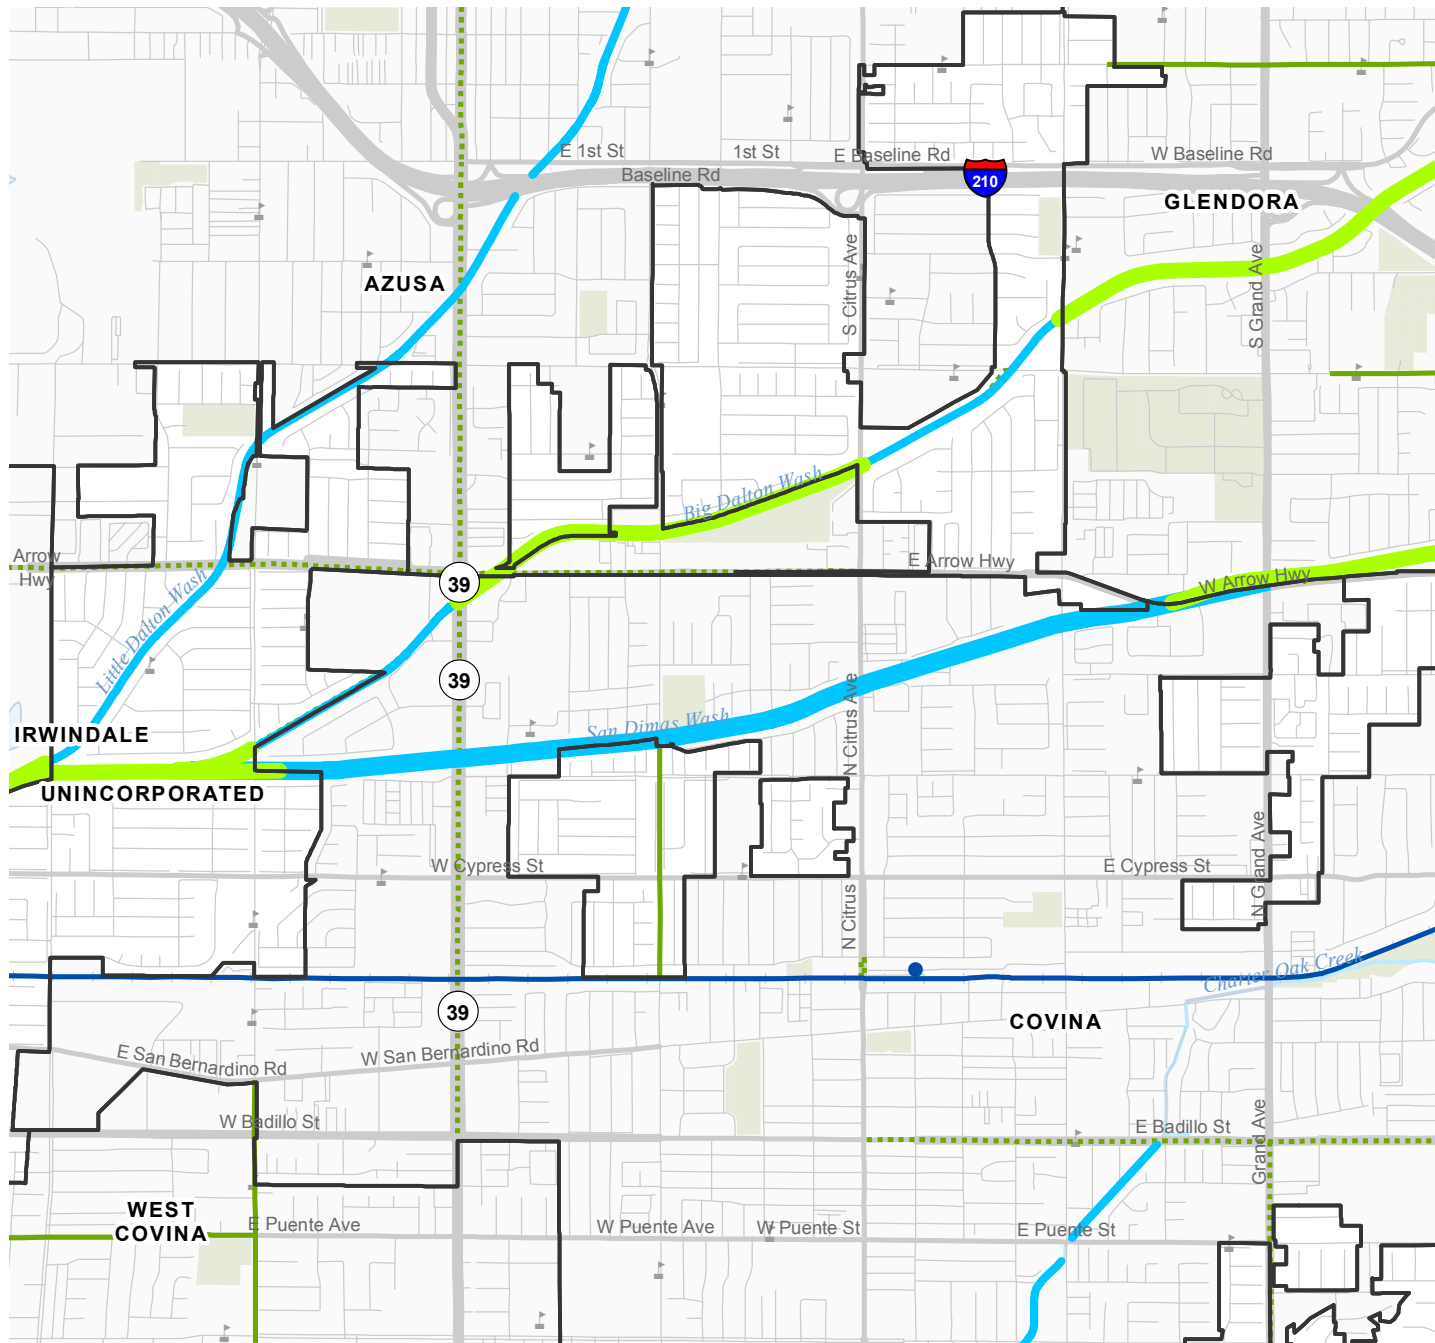 E 1st St
1st St
E Baseline Rd
W Baseline Rd
Baseline Rd
210
GLENDORA
AZUSA
S Citrus Ave
S Grand Ave
Big Dalton Wash
Arrow
Hwy
E Arrow Hwy
W Arrow Hwy
39
Little Dalton Wash
39
IRWINDALE
San Dimas Wash
N Citrus Ave
UNINCORPORATED
W Cypress St
E Cypress St
N Grand Ave
N Citrus
Charter Oak Creek
39
COVINA
E San Bernardino Rd
W San Bernardino Rd
W Badillo St
E Badillo St
Grand Ave
WEST
COVINA
E Puente Ave
W Puente Ave
W Puente St
E Puente St